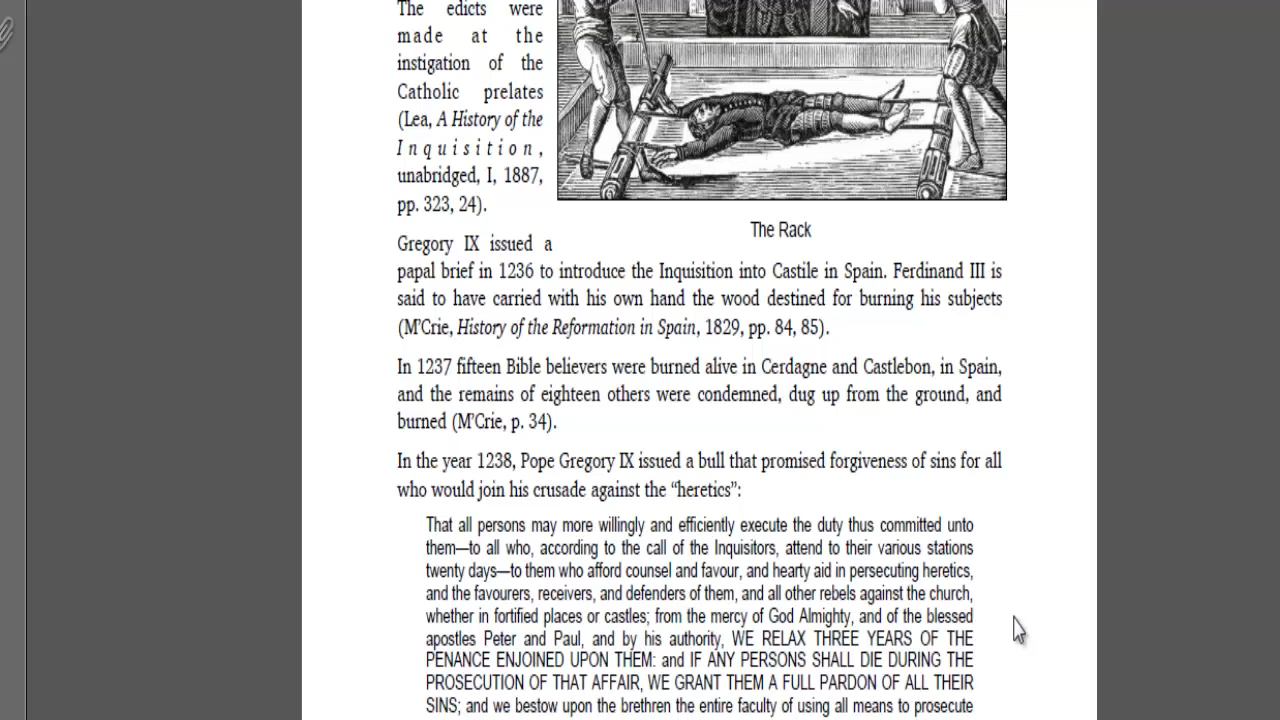 The edicts were
made at the
instigation of the
Catholic prelates
(Lea, A History of the
Inquisition,
unabridged, I, 1887,
pp. 323, 24).
The Rack
Gregory IX issued a
papal brief in 1236 to introduce the Inquisition into Castile in Spain. Ferdinand III is
said to have carried with his own hand the wood destined for burning his subjects
(M'Crie, History of the Reformation in Spain, 1829, pp. 84, 85).
In 1237 fifteen Bible believers were burned alive in Cerdagne and Castlebon, in Spain,
and the remains of eighteen others were condemned, dug up from the ground, and
burned (M'Crie, p. 34).
In the year 1238, Pope Gregory IX issued a bull that promised forgiveness of sins for all
who would join his crusade against the “heretics”:
That all persons may more willingly and efficiently execute the duty thus committed unto
them—to all who, according to the call of the Inquisitors, attend to their various stations
twenty days—to them who afford counsel and favour, and hearty aid in persecuting heretics,
and the favourers, receivers, and defenders of them, and all other rebels against the church,
whether in fortified places or castles; from the mercy of God Almighty, and of the blessed
apostles Peter and Paul, and by his authority, WE RELAX THREE YEARS OF THE
PENANCE ENJOINED UPON THEM: and IF ANY PERSONS SHALL DIE DURING THE
PROSECUTION OF THAT AFFAIR, WE GRANT THEM A FULL PARDON OF ALL THEIR
SINS; and we bestow upon the brethren the entire faculty of using all means to prosecute